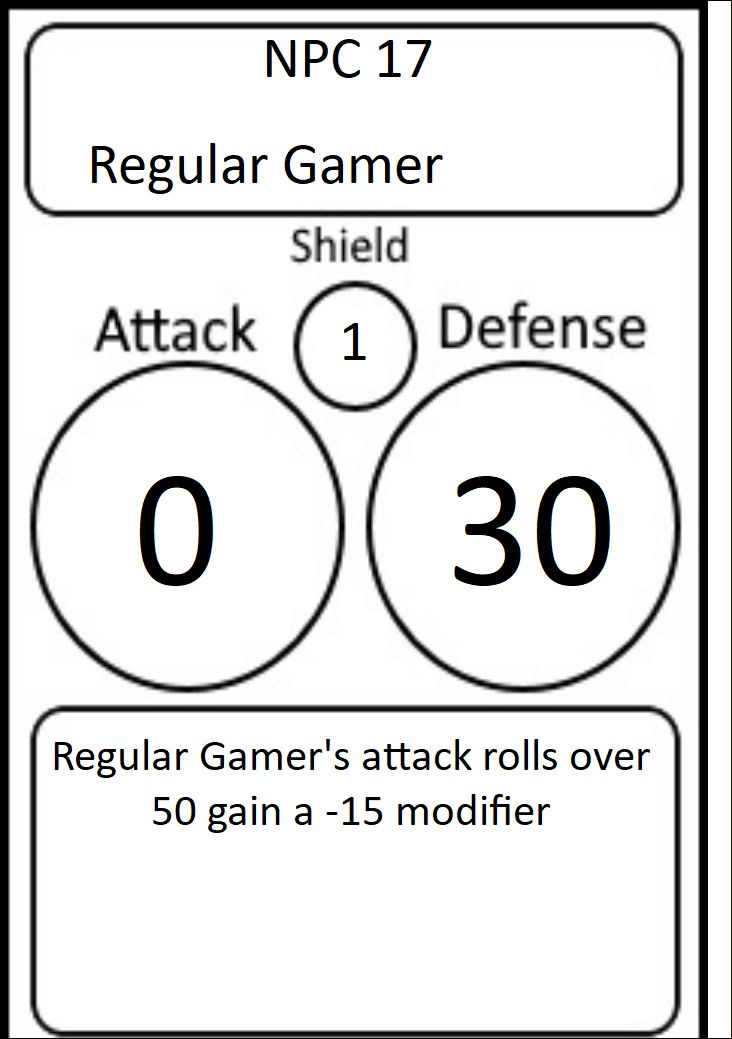 NPC 17
Regular Gamer
Shield
Attack
1
Defense
0
30
Regular Gamer's attack rolls over
50 gain a -15 modifier